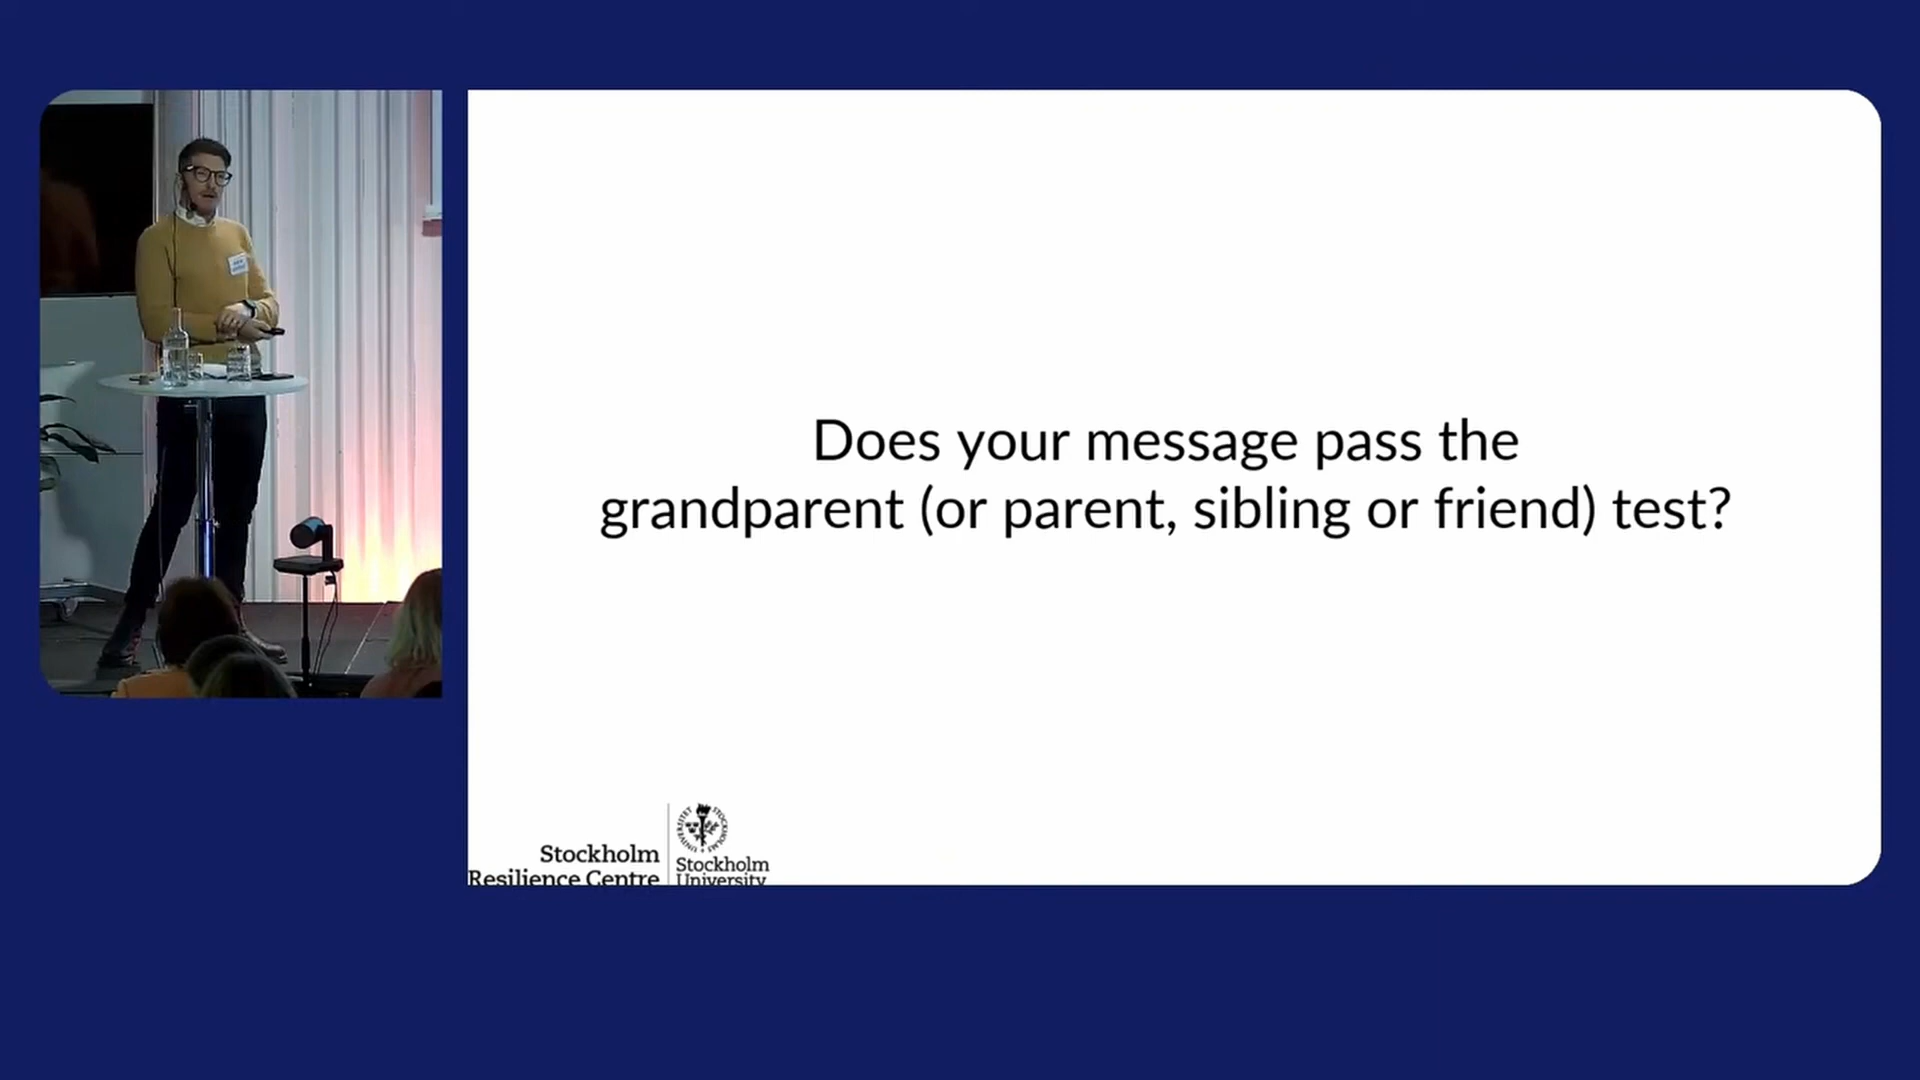 Does your message pass the
grandparent (or parent, sibling or friend) test?
Stockholm
Resilience Centre
Stockholm
University